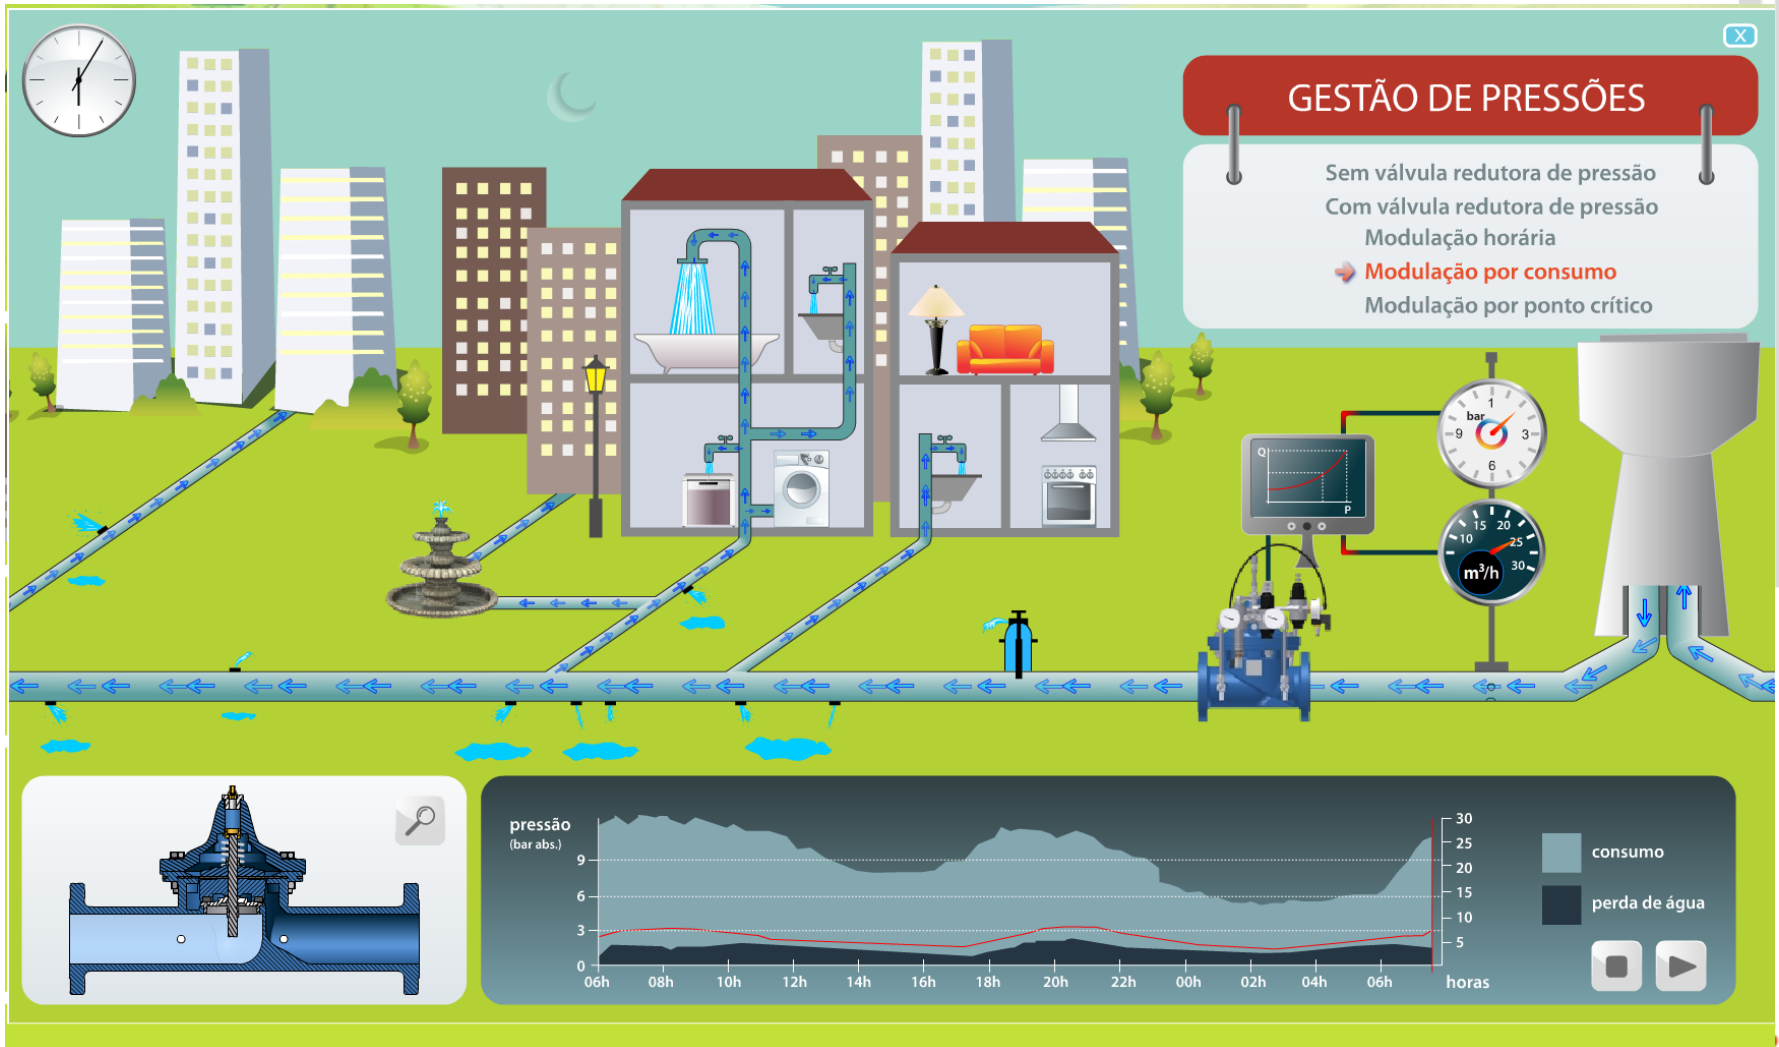 X
GESTÃO DE PRESSÕES
Sem válvula redutora de pressão
Com válvula redutora de pressão
Modulação horária
Modulação por consumo
Modulação por ponto crítico
bar
1
3
6
9
Q
P
10
15
20
25
30
m³/h
pressão
(bar abs.)
9
6
3
0
06h
08h
10h
12h
14h
16h
18h
20h
22h
00h
02h
04h
06h
horas
30
25
20
15
10
5
consumo
perda de água